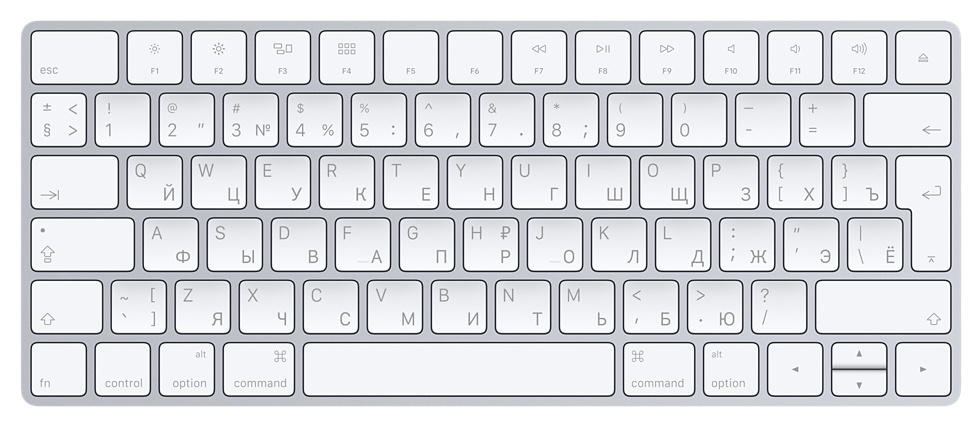 esc F1 F2 F3 F4 F5 F6 F7 F8 F9 F10 F11 F12
± < § > ! 1 @ 2 " # 3 № $ 4 % % 5 : ^ 6 , & 7 . * 8 ; ( 9 ) 0 — - + =
Q Й W Ц E У R К T Е Y Н U Г I Ш O Щ P З { [ Х } ] Ъ
A Ф S Ы D В F А G П H ₽ Р J О K Л L Д : ; Ж " ' Э | \ Ё
~ [ ` ] Z Я X Ч C С V М B И N Т M Ь < , Б > . Ю ? /
fn control alt option ⌘ command ⌘ command alt option